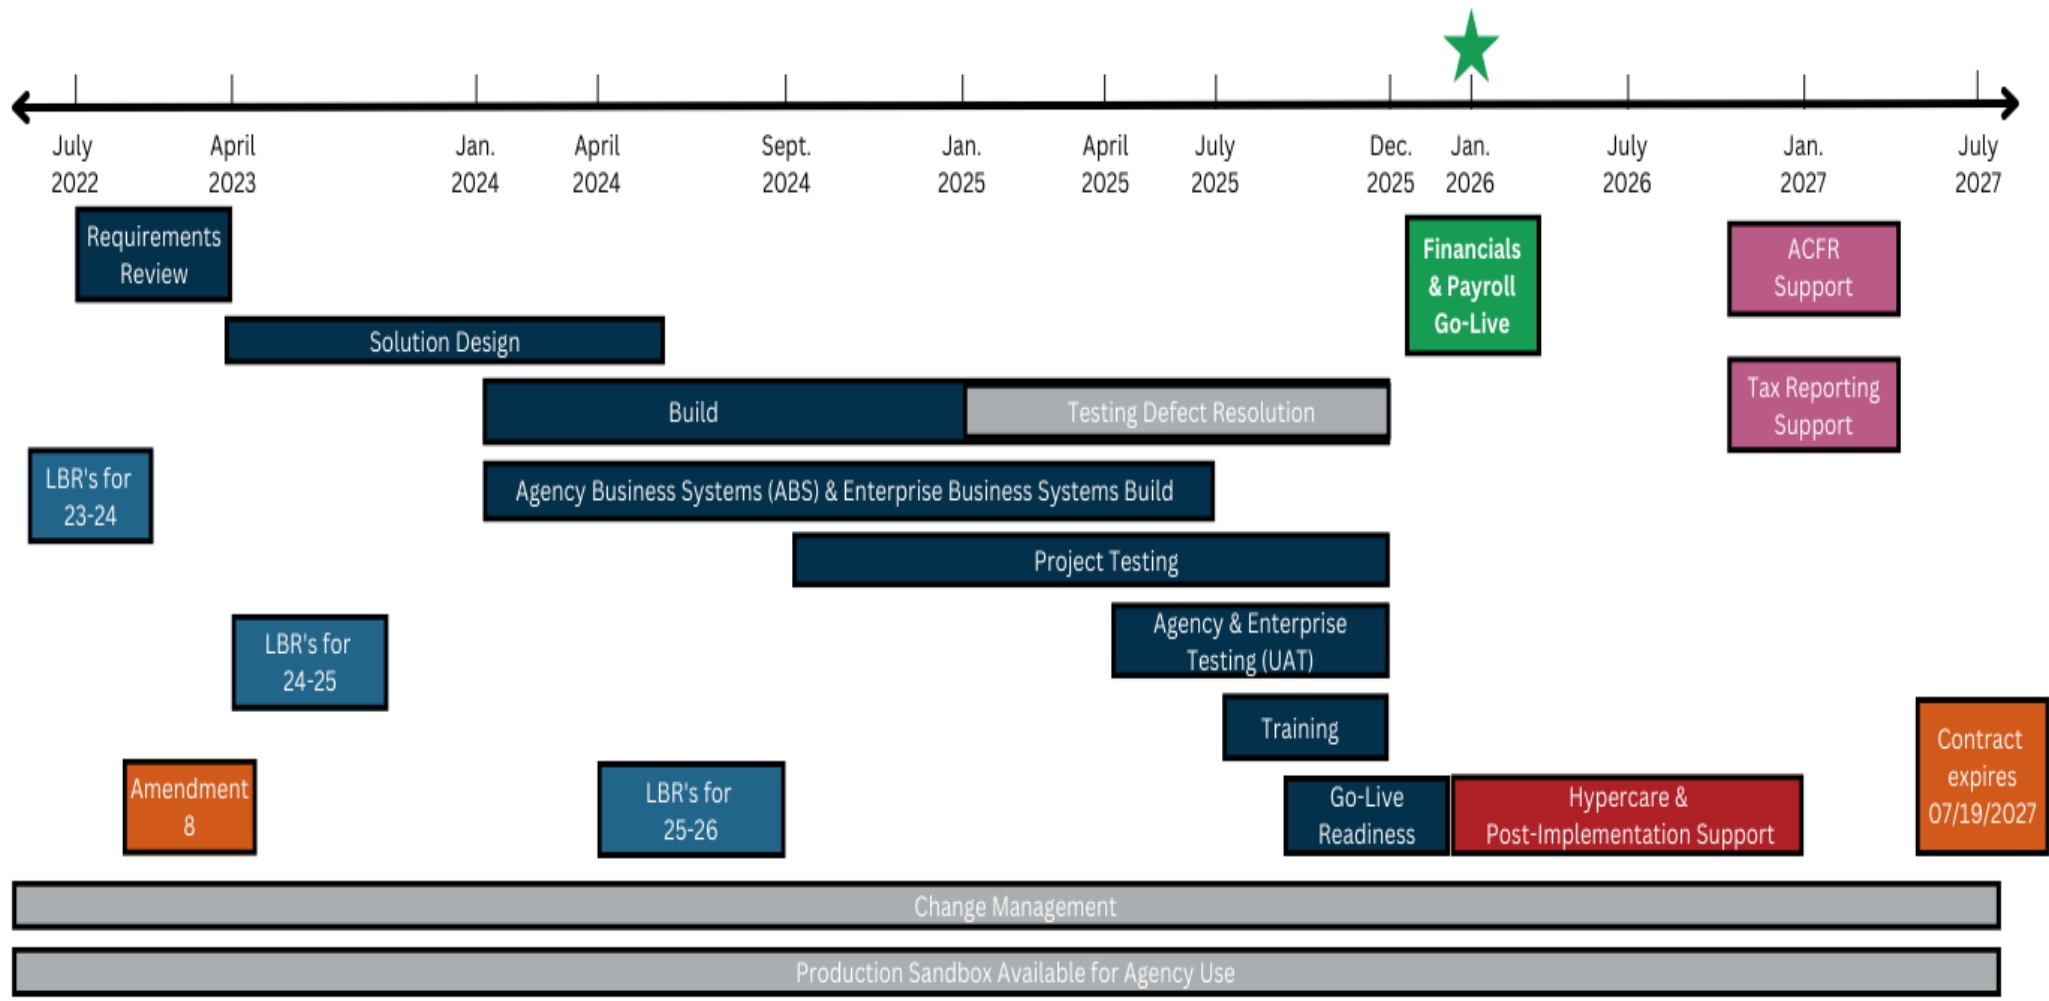 July
2022
April
2023
Jan.
2024
April
2024
Sept.
2024
Jan.
2025
April
2025
July
2025
Dec.
2025
Jan.
2026
July
2026
Jan.
2027
July
2027
Requirements
Review
Financials
& Payroll
Go-Live
ACFR
Support
Solution Design
Tax Reporting
Support
Build
Testing Defect Resolution
LBR's for
23-24
Agency Business Systems (ABS) & Enterprise Business Systems Build
Project Testing
LBR's for
24-25
Agency & Enterprise
Testing (UAT)
Training
Contract
expires
07/19/2027
Amendment
8
LBR's for
25-26
Go-Live
Readiness
Hypercare &
Post-Implementation Support
Change Management
Production Sandbox Available for Agency Use